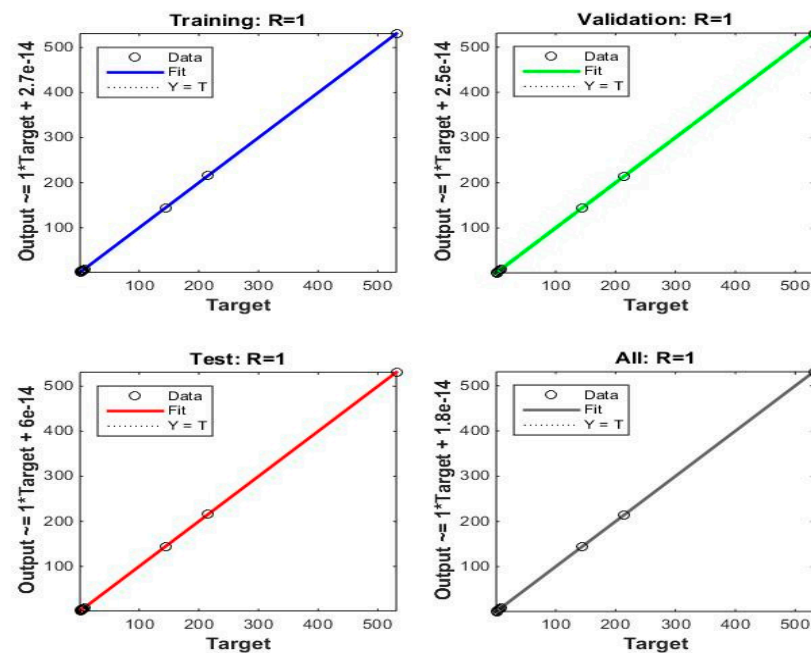 Training: R=1
Output ~= 1*Target + 2.7e-14
500
400
300
200
100
Data
Fit
Y = T
100 200 300 400 500
Target
Validation: R=1
Output ~= 1*Target + 2.5e-14
500
400
300
200
100
Data
Fit
Y = T
100 200 300 400 500
Target
Test: R=1
Output ~= 1*Target + 6e-14
500
400
300
200
100
Data
Fit
Y = T
100 200 300 400 500
Target
All: R=1
Output ~= 1*Target + 1.8e-14
500
400
300
200
100
Data
Fit
Y = T
100 200 300 400 500
Target